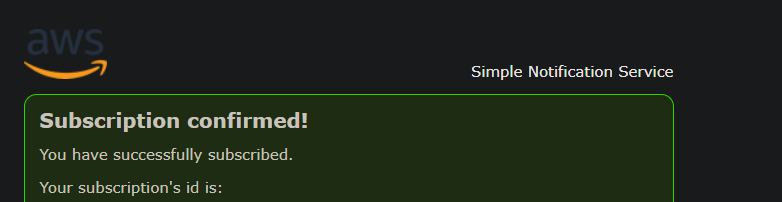 aws
Simple Notification Service
Subscription confirmed!
You have successfully subscribed.
Your subscription's id is: